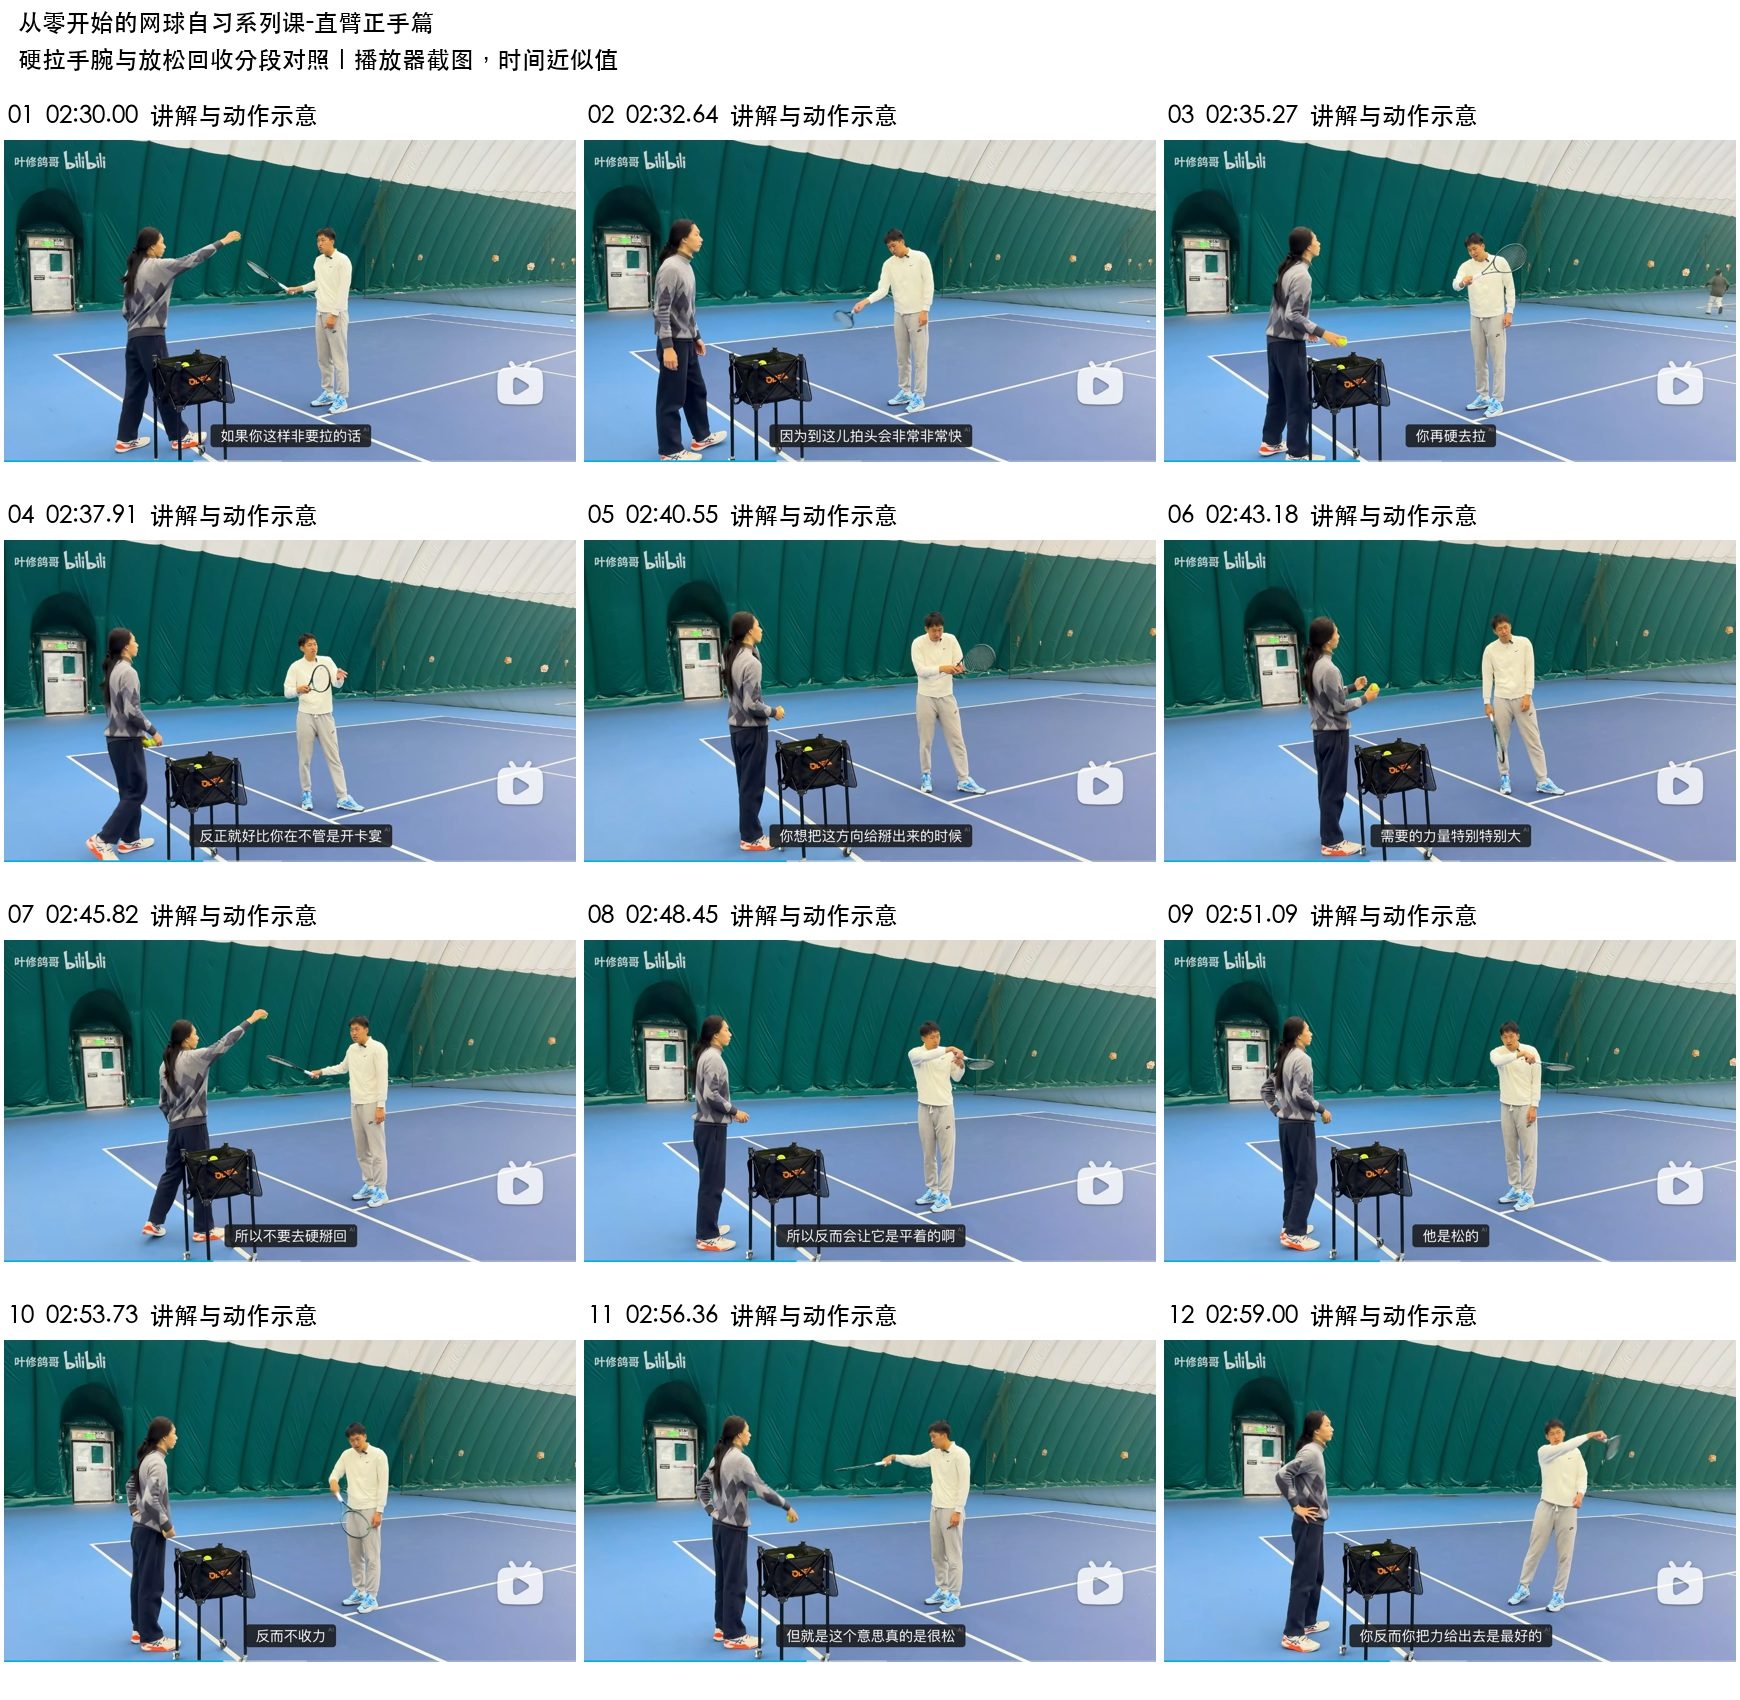 从零开始的网球自习系列课-直臂正手篇
硬拉手腕与放松回收分段对照丨播放器截图，时间近似值
01 02:30.00 讲解与动作示意
叶修鸽哥 bilibili
如果你这样非要拉的话
02 02:32.64 讲解与动作示意
叶修鸽哥 bilibili
因为到这儿拍头会非常非常快
03 02:35.27 讲解与动作示意
叶修鸽哥 bilibili
你再硬去拉
04 02:37.91 讲解与动作示意
叶修鸽哥 bilibili
反正就好比你在不管是开卡宴
05 02:40.55 讲解与动作示意
叶修鸽哥 bilibili
你想把这方向给掰出来的时候
06 02:43.18 讲解与动作示意
叶修鸽哥 bilibili
需要的力量特别特别大
07 02:45.82 讲解与动作示意
叶修鸽哥 bilibili
所以不要去硬掰回
08 02:48.45 讲解与动作示意
叶修鸽哥 bilibili
所以反而会让它是平着的啊
09 02:51.09 讲解与动作示意
叶修鸽哥 bilibili
他是松的
10 02:53.73 讲解与动作示意
叶修鸽哥 bilibili
反而不收力
11 02:56.36 讲解与动作示意
叶修鸽哥 bilibili
但就是这个意思真的是很松
12 02:59.00 讲解与动作示意
叶修鸽哥 bilibili
你反而你把力给出去是最好的